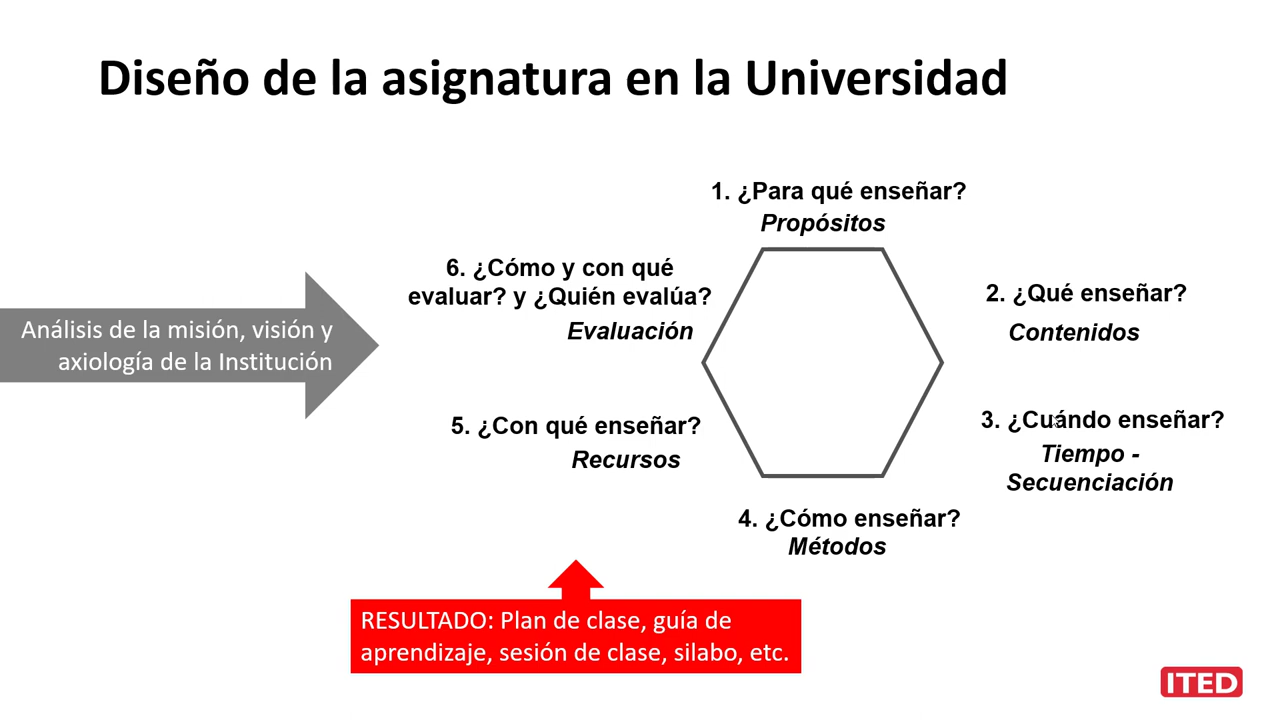 Diseño de la asignatura en la Universidad
1. ¿Para qué enseñar?
Propósitos
6. ¿Cómo y con qué
evaluar? y ¿Quién evalúa?
Evaluación
2. ¿Qué enseñar?
Contenidos
Análisis de la misión, visión y
axiología de la Institución
3. ¿Cuándo enseñar?
Tiempo -
Secuenciación
5. ¿Con qué enseñar?
Recursos
4. ¿Cómo enseñar?
Métodos
RESULTADO: Plan de clase, guía de
aprendizaje, sesión de clase, silabo, etc.
ITED